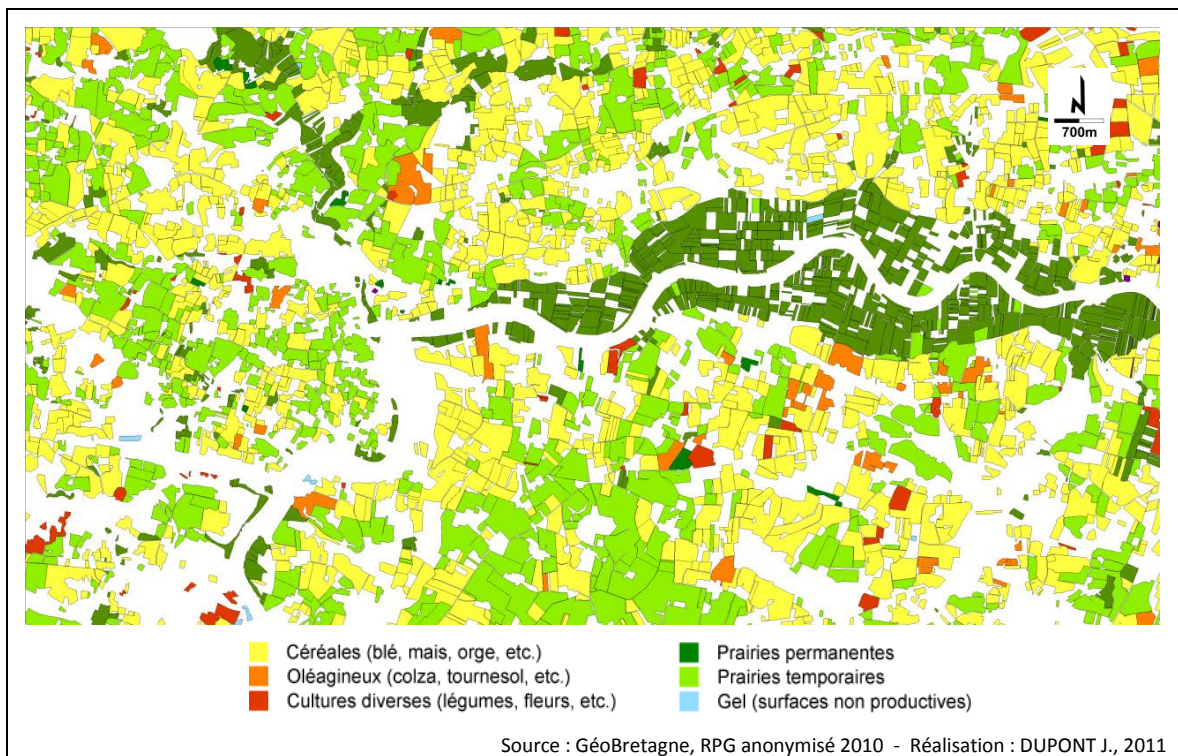 700m
Céréales (blé, mais, orge, etc.)
Oléagineux (colza, tournesol, etc.)
Cultures diverses (légumes, fleurs, etc.)
Prairies permanentes
Prairies temporaires
Gel (surfaces non productives)
Source : GéoBretagne, RPG anonymisé 2010 - Réalisation : DUPONT J., 2011